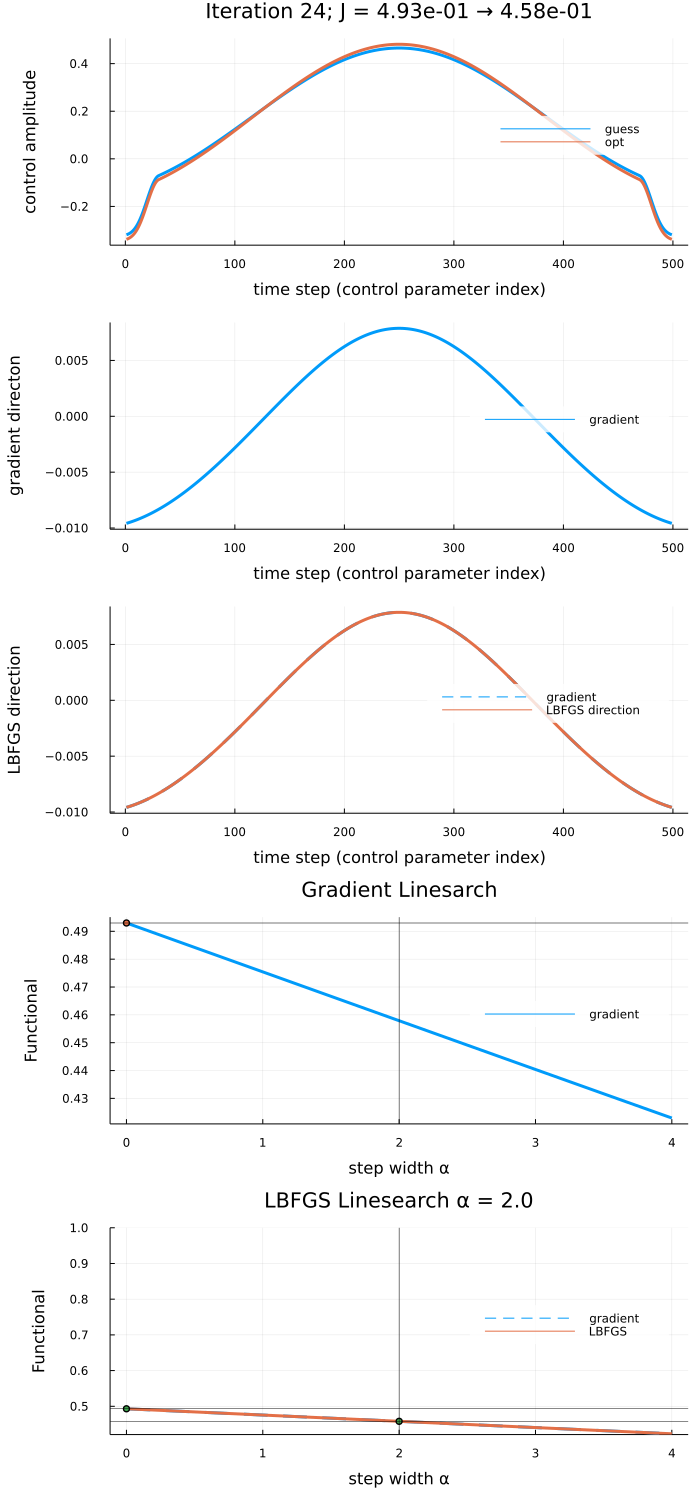 Iteration 24; J = 4.93e-01 → 4.58e-01
control amplitude
0.4
0.2
0.0
−0.2
guess
opt
0 100 200 300 400 500
time step (control parameter index)
gradient directon
0.005
0.000
−0.005
−0.010
gradient
0 100 200 300 400 500
time step (control parameter index)
LBFGS direction
0.005
0.000
−0.005
−0.010
gradient
LBFGS direction
0 100 200 300 400 500
time step (control parameter index)
Gradient Linesarch
Functional
0.49
0.48
0.47
0.46
0.45
0.44
0.43
gradient
0 1 2 3 4
step width α
LBFGS Linesearch α = 2.0
Functional
1.0
0.9
0.8
0.7
0.6
0.5
gradient
LBFGS
0 1 2 3 4
step width α